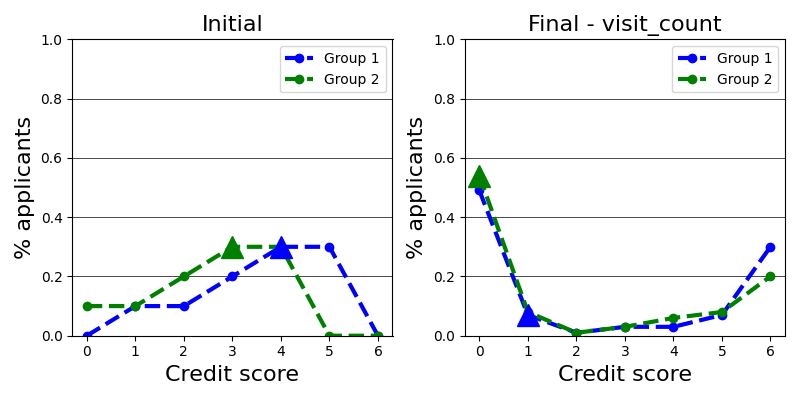 Initial
% applicants
1.0
0.8
0.6
0.4
0.2
0.0
Group 1
Group 2
0 1 2 3 4 5 6
Credit score
Final - visit_count
% applicants
1.0
0.8
0.6
0.4
0.2
0.0
Group 1
Group 2
0 1 2 3 4 5 6
Credit score